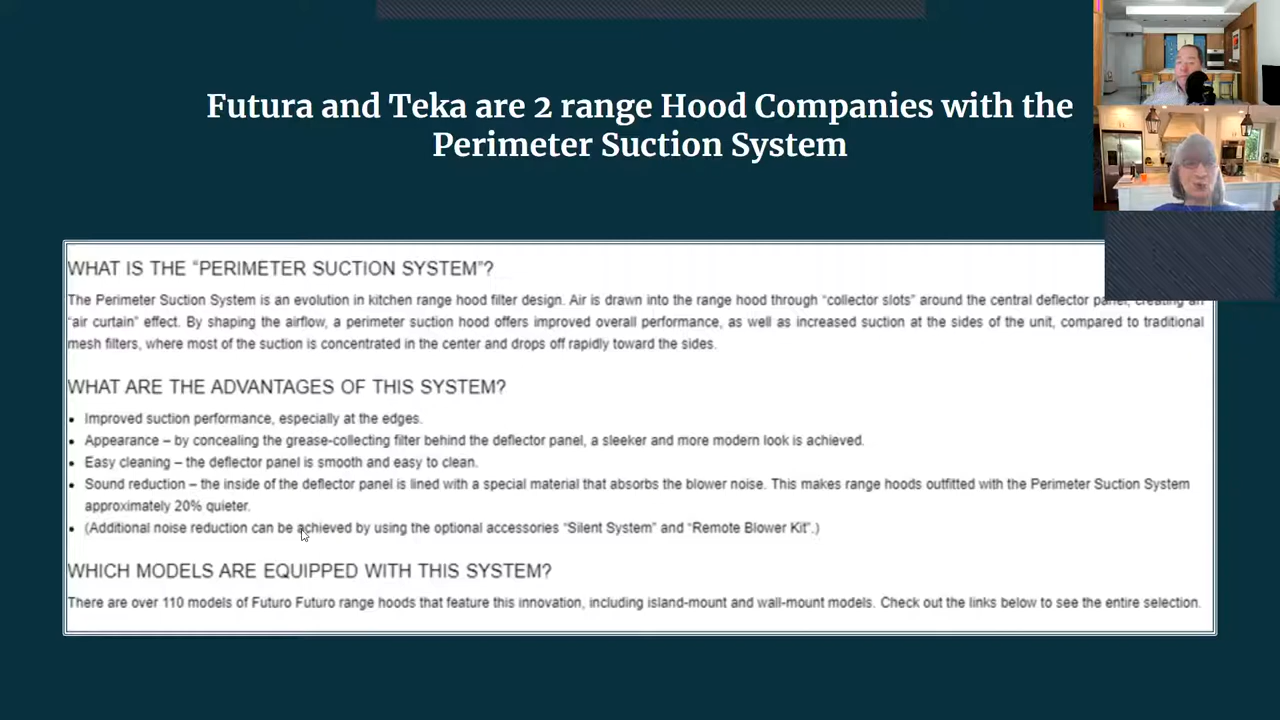 Futura and Teka are 2 range Hood Companies with the
Perimeter Suction System
WHAT IS THE “PERIMETER SUCTION SYSTEM”?
The Perimeter Suction System is an evolution in kitchen range hood filter design. Air is drawn into the range hood through “collector slots” around the central deflector panel, creating an
“air curtain” effect. By shaping the airflow, a perimeter suction hood offers improved overall performance, as well as increased suction at the sides of the unit, compared to traditional
mesh filters, where most of the suction is concentrated in the center and drops off rapidly toward the sides.
WHAT ARE THE ADVANTAGES OF THIS SYSTEM?
• Improved suction performance, especially at the edges.
• Appearance – by concealing the grease-collecting filter behind the deflector panel, a sleeker and more modern look is achieved.
• Easy cleaning – the deflector panel is smooth and easy to clean.
• Sound reduction – the inside of the deflector panel is lined with a special material that absorbs the blower noise. This makes range hoods outfitted with the Perimeter Suction System
approximately 20% quieter.
• (Additional noise reduction can be achieved by using the optional accessories “Silent System” and “Remote Blower Kit”.)
WHICH MODELS ARE EQUIPPED WITH THIS SYSTEM?
There are over 110 models of Futuro Futuro range hoods that feature this innovation, including island-mount and wall-mount models. Check out the links below to see the entire selection.